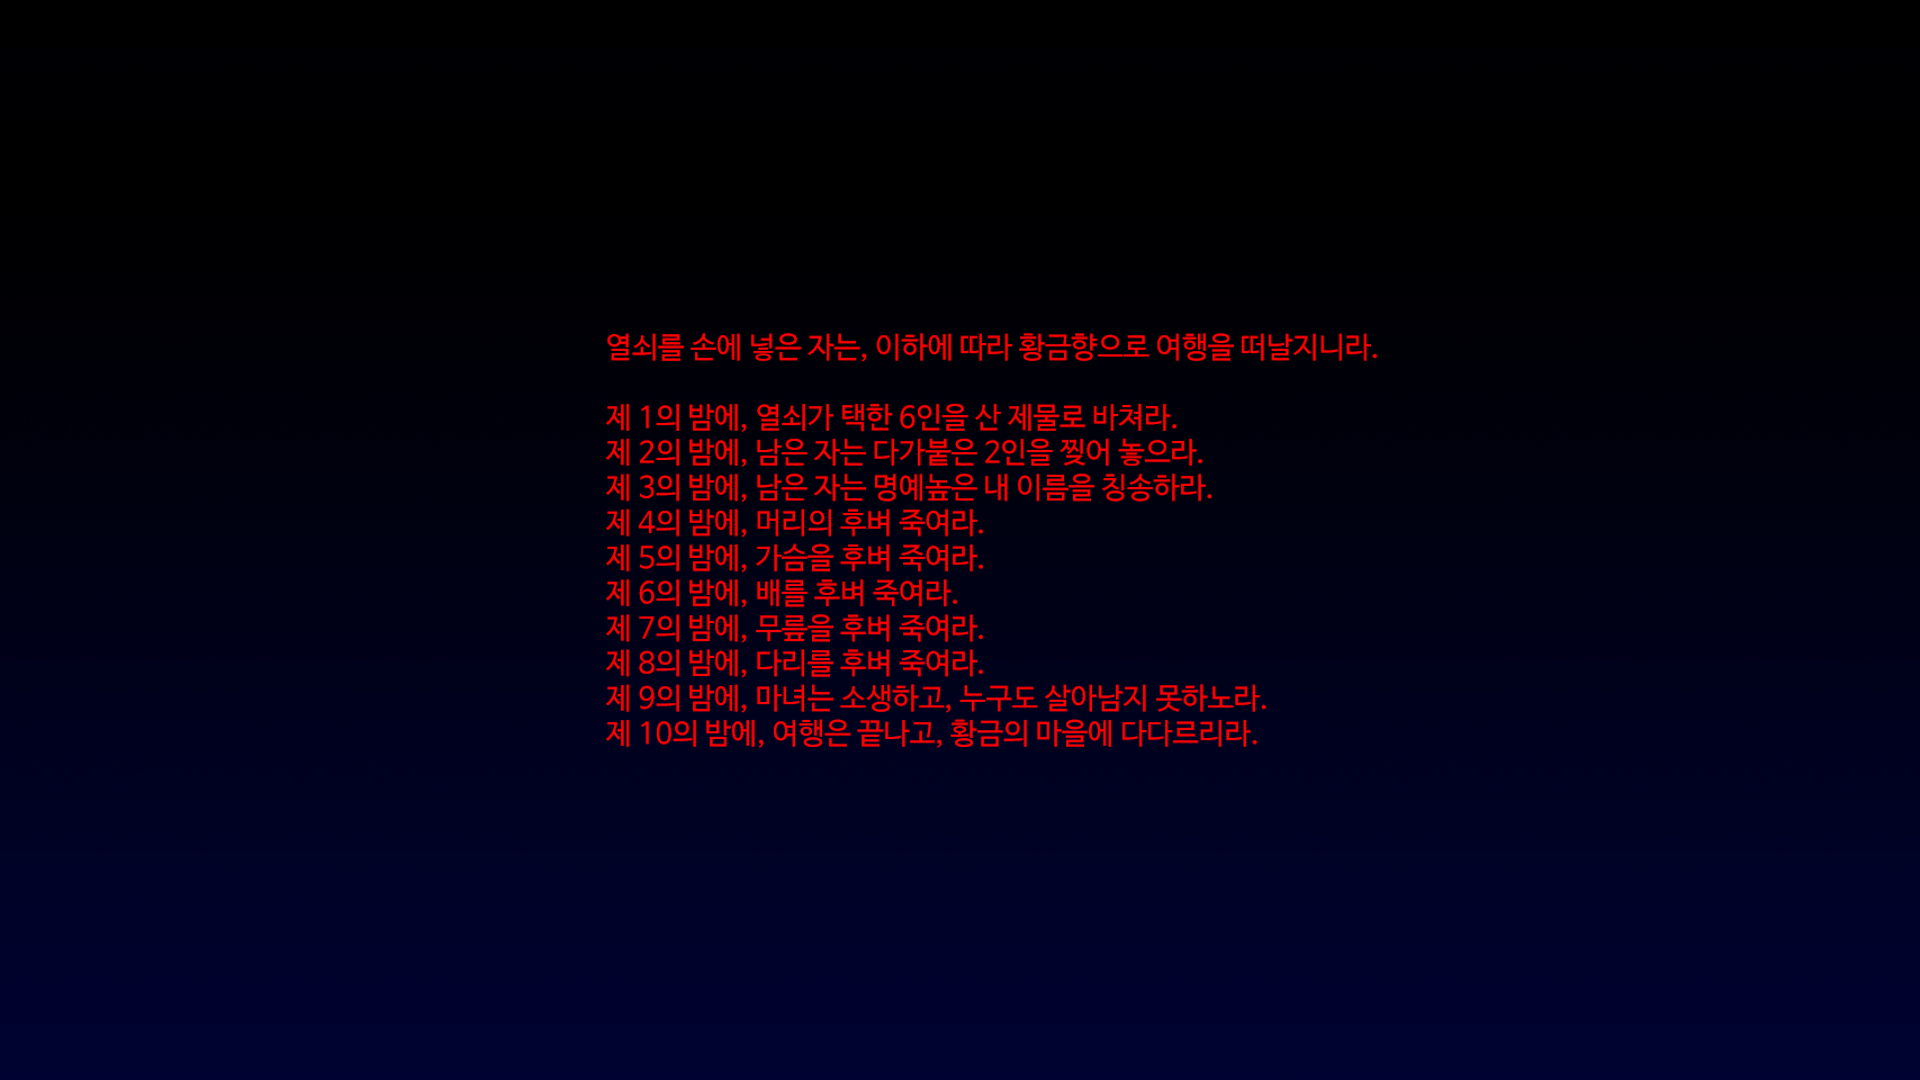 열쇠를 손에 넣은 자는, 이하에 따라 황금향으로 여행을 떠날지니라.
제 1의 밤에, 열쇠가 택한 6인을 산 제물로 바쳐라.
제 2의 밤에, 남은 자는 다가붙은 2인을 찢어 놓으라.
제 3의 밤에, 남은 자는 명예높은 내 이름을 칭송하라.
제 4의 밤에, 머리의 후벼 죽여라.
제 5의 밤에, 가슴을 후벼 죽여라.
제 6의 밤에, 배를 후벼 죽여라.
제 7의 밤에, 무릎을 후벼 죽여라.
제 8의 밤에, 다리를 후벼 죽여라.
제 9의 밤에, 마녀는 소생하고, 누구도 살아남지 못하노라.
제 10의 밤에, 여행은 끝나고, 황금의 마을에 다다르리라.